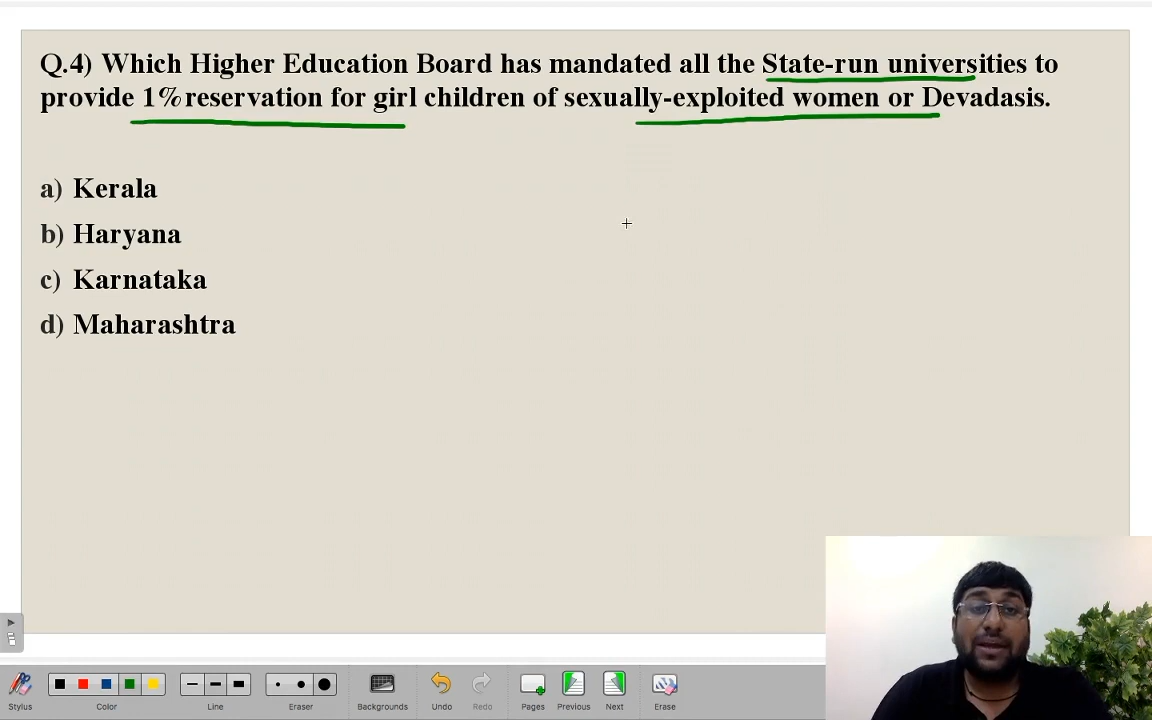 Q.4) Which Higher Education Board has mandated all the State-run universities to
provide 1% reservation for girl children of sexually-exploited women or Devadasis.
a) Kerala
b) Haryana
c) Karnataka
d) Maharashtra
Stylus Color Line Eraser Backgrounds Undo Redo Pages Previous Next Erase